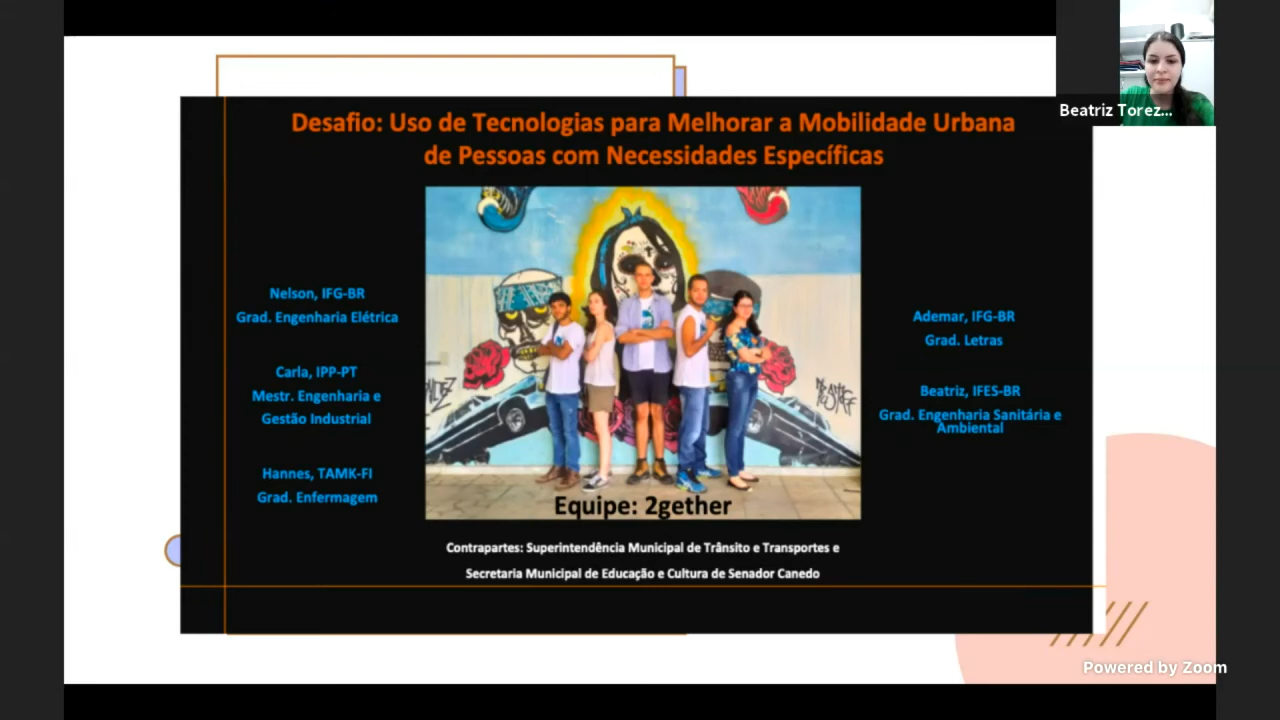 Desafio: Uso de Tecnologias para Melhorar a Mobilidade Urbana
de Pessoas com Necessidades Específicas
Nelson, IFG-BR
Grad. Engenharia Elétrica
Carla, IPP-PT
Mestr. Engenharia e
Gestão Industrial
Hannes, TAMK-FI
Grad. Enfermagem
Ademar, IFG-BR
Grad. Letras
Beatriz, IFES-BR
Grad. Engenharia Sanitária e
Ambiental
Equipe: 2gether
Contrapartes: Superintendência Municipal de Trânsito e Transportes e
Secretaria Municipal de Educação e Cultura de Senador Canedo
Beatriz Torez...
Powered by Zoom